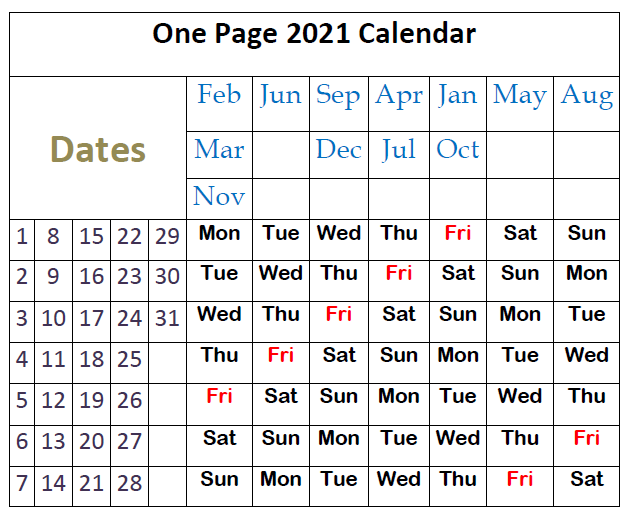 One Page 2021 Calendar
Feb Jun Sep Apr Jan May Aug
Dates
Mar Dec Jul Oct
Nov
1 8 15 22 29 Mon Tue Wed Thu Fri Sat Sun
2 9 16 23 30 Tue Wed Thu Fri Sat Sun Mon
3 10 17 24 31 Wed Thu Fri Sat Sun Mon Tue
4 11 18 25 Thu Fri Sat Sun Mon Tue Wed
5 12 19 26 Fri Sat Sun Mon Tue Wed Thu
6 13 20 27 Sat Sun Mon Tue Wed Thu Fri
7 14 21 28 Sun Mon Tue Wed Thu Fri Sat